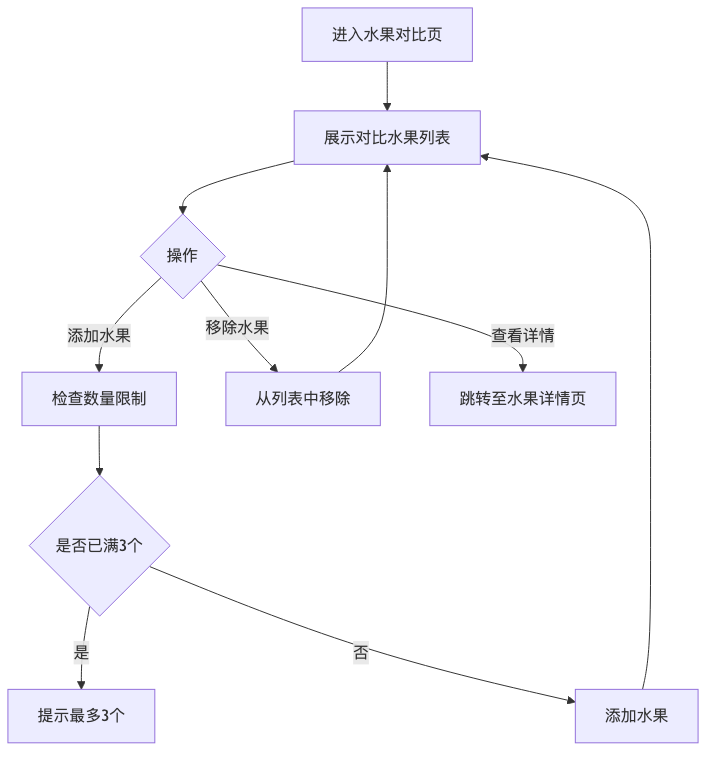 进入水果对比页
展示对比水果列表
操作
添加水果
移除水果
查看详情
检查数量限制
从列表中移除
跳转至水果详情页
是否已满3个
是
否
提示最多3个
添加水果